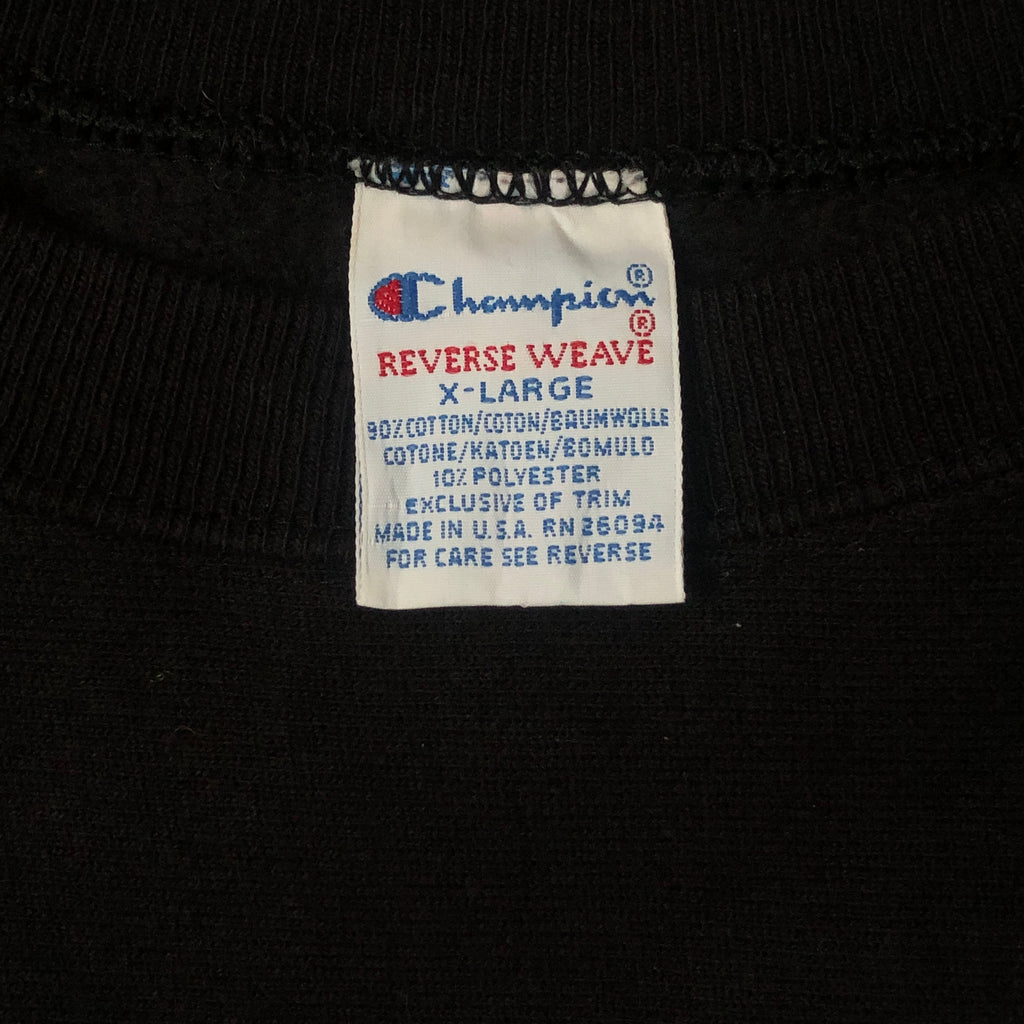 Champion®
REVERSE WEAVE®
X-LARGE
90% COTTON/COTON/BAUMWOLLE
COTONE/KATOEN/BOMULD
10% POLYESTER
EXCLUSIVE OF TRIM
MADE IN U.S.A. RN 26094
FOR CARE SEE REVERSE